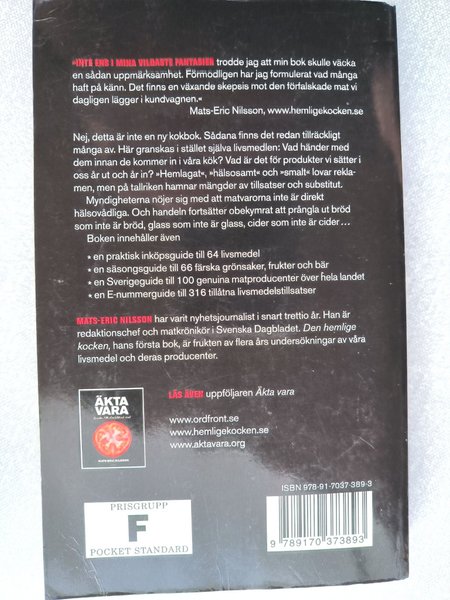 »INTE ENS I MINA VILDASTE FANTASIER trodde jag att min bok skulle väcka
en sådan uppmärksamhet. Förmodligen har jag formulerat vad många
haft på känn. Det finns en växande skepsis mot den förfalskade mat vi
dagligen lägger i kundvagnen.«
Mats-Eric Nilsson, www.hemligekocken.se
Nej, detta är inte en ny kokbok. Sådana finns det redan tillräckligt
många av. Här granskas i stället själva livsmedlen: Vad händer med
dem innan de kommer in i våra kök? Vad är det för produkter vi sätter i
oss år ut och år in? »Hemlagat«, »hälsosamt« och »smalt« lovar rekla-
men, men på tallriken hamnar mängder av tillsatser och substitut.
Myndigheterna nöjer sig med att matvarorna inte är direkt
hälsovådliga. Och handeln fortsätter obekymrat att prångla ut bröd
som inte är bröd, glass som inte är glass, cider som inte är cider…
Boken innehåller även
* en praktisk inköpsguide till 64 livsmedel
* en säsongsguide till 66 färska grönsaker, frukter och bär
* en Sverigeguide till 100 genuina matproducenter över hela landet
* en E-nummerguide till 316 tillåtna livsmedelstillsatser
MATS-ERIC NILSSON har varit nyhetsjournalist i snart trettio år. Han är
redaktionschef och matkrönikör i Svenska Dagbladet. Den hemlige
kocken, hans första bok, är frukten av flera års undersökningar av våra
livsmedel och deras producenter.
ÄKTA
VARA
MATS-ERIC NILSSON
LÄS ÄVEN uppföljaren Äkta vara
www.ordfront.se
www.hemligekocken.se
www.aktavara.org
PRISGRUPP
F
POCKET STANDARD
ISBN 978-91-7037-389-3
9 789170 373893